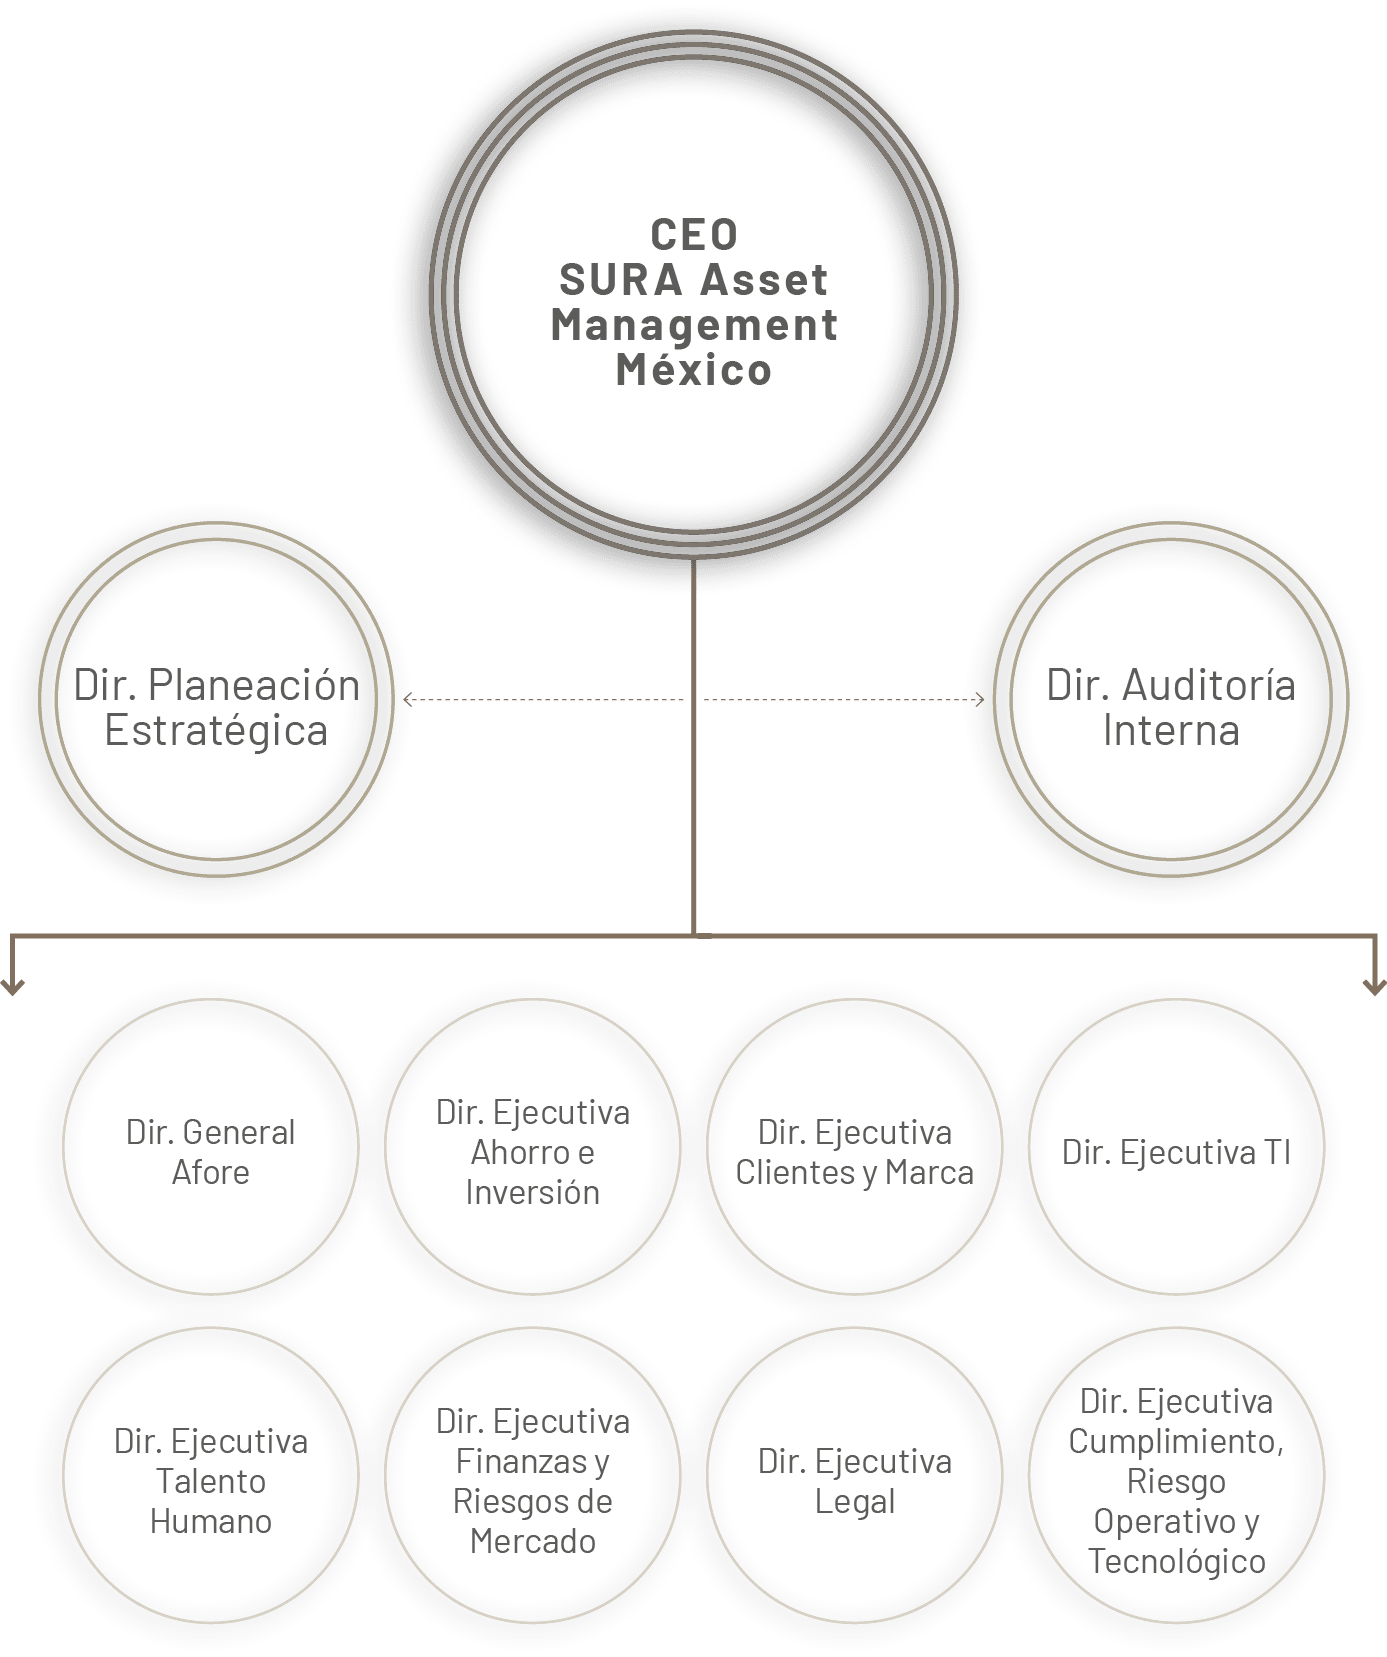 CEO
SURA Asset
Management
México
Dir. Planeación
Estratégica
Dir. Auditoría
Interna
Dir. General
Afore
Dir. Ejecutiva
Ahorro e
Inversión
Dir. Ejecutiva
Clientes y Marca
Dir. Ejecutiva TI
Dir. Ejecutiva
Talento
Humano
Dir. Ejecutiva
Finanzas y
Riesgos de
Mercado
Dir. Ejecutiva
Legal
Dir. Ejecutiva
Cumplimiento,
Riesgo
Operativo y
Tecnológico